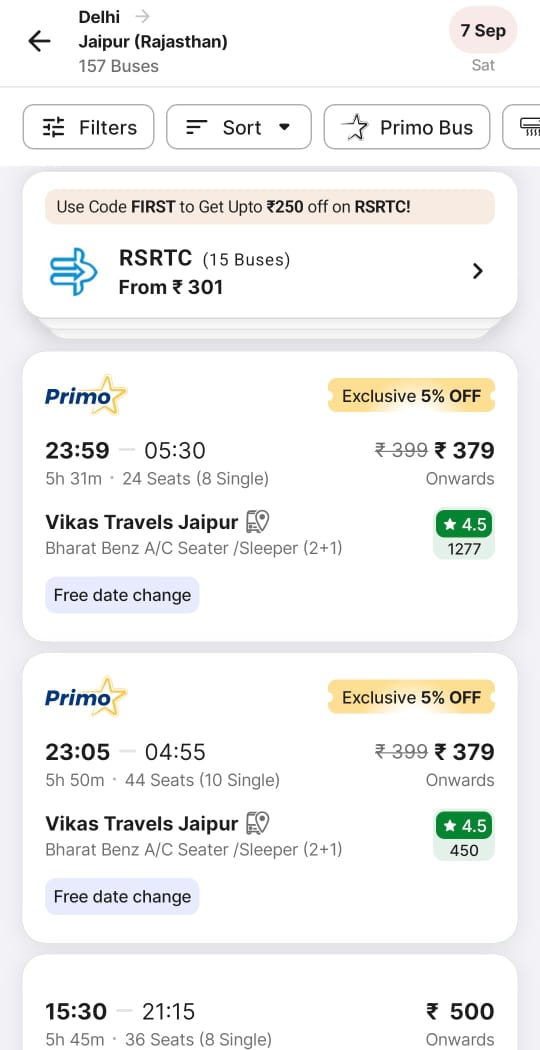 Delhi
Jaipur (Rajasthan)
157 Buses
7 Sep
Sat
Filters
Sort
Primo Bus
Use Code FIRST to Get Upto ₹250 off on RSRTC!
RSRTC (15 Buses)
From ₹ 301
Primo
Exclusive 5% OFF
23:59 — 05:30
₹ 399 ₹ 379
5h 31m · 24 Seats (8 Single)
Onwards
Vikas Travels Jaipur
★ 4.5
Bharat Benz A/C Seater /Sleeper (2+1)
1277
Free date change
Primo
Exclusive 5% OFF
23:05 — 04:55
₹ 399 ₹ 379
5h 50m · 44 Seats (10 Single)
Onwards
Vikas Travels Jaipur
★ 4.5
Bharat Benz A/C Seater /Sleeper (2+1)
450
Free date change
15:30 — 21:15
₹ 500
5h 45m · 36 Seats (8 Single)
Onwards